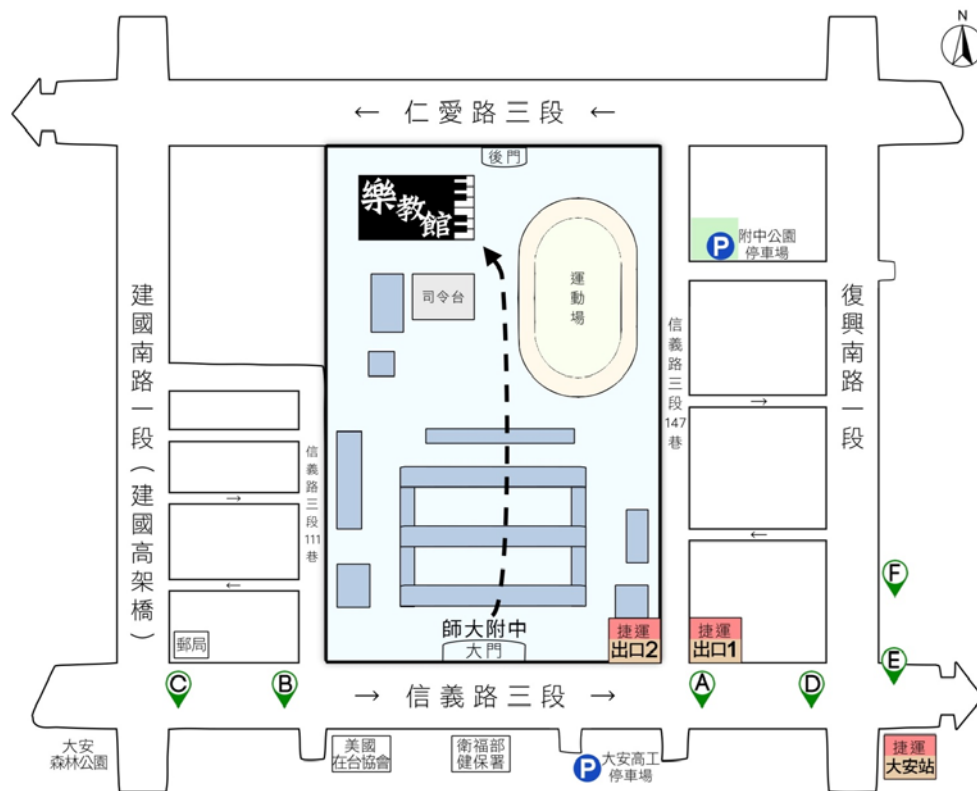 N
← 仁愛路三段 ←
後門
樂教館
附中公園
停車場
司令台
運動場
建國南路一段(建國高架橋)
復興南路一段
信義路三段147巷
→
信義路三段111巷
→
←
←
F
師大附中
大門
捷運
出口2
捷運
出口1
郵局
E
C
B
→ 信義路三段 →
A
D
大安
森林公園
美國
在台協會
衛福部
健保署
大安高工
停車場
捷運
大安站
P
P